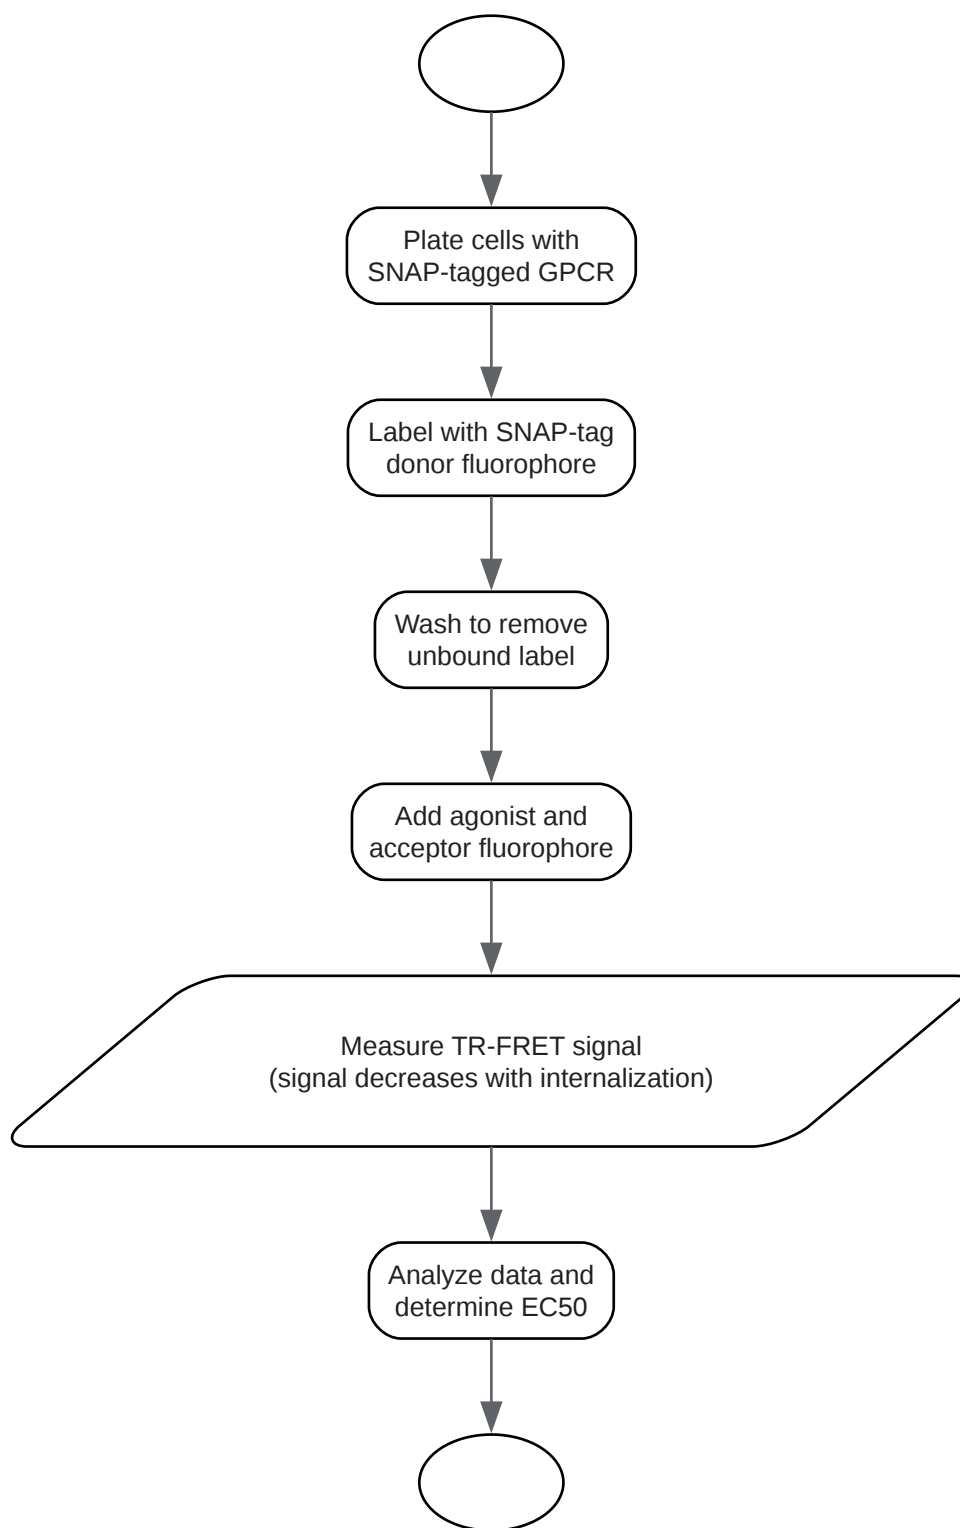 Plate cells with
SNAP-tagged GPCR
Label with SNAP-tag
donor fluorophore
Wash to remove
unbound label
Add agonist and
acceptor fluorophore
Measure TR-FRET signal
(signal decreases with internalization)
Analyze data and
determine EC50